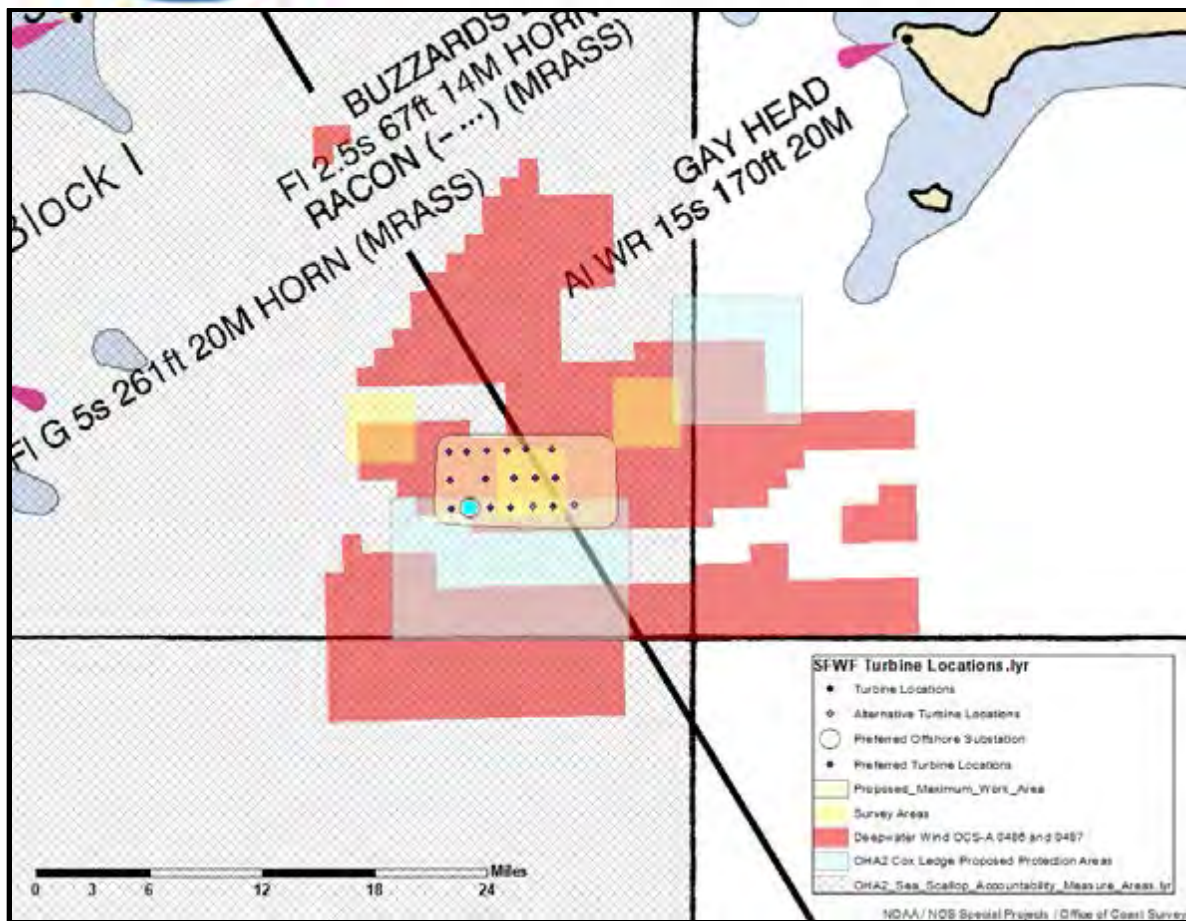 BUZZARDS
Fl 2.5s 67ft 14M HORN
RACON (– ···) (MRASS)
GAY HEAD
Al WR 15s 170ft 20M
Block I
Fl G 5s 261ft 20M HORN (MRASS)
SFWF Turbine Locations.lyr
Turbine Locations
Alternative Turbine Locations
Preferred Offshore Substation
Preferred Turbine Locations
Proposed_Maximum_Work_Area
Survey Areas
Deepwater Wind OCS-A 0486 and 0487
OHA2 Cox Ledge Proposed Protection Areas
OHA2_Sea_Scallop_Accountability_Measure_Areas.lyr
Miles
0 3 6 12 18 24
NOAA / NOS Special Projects / Office of Coast Survey